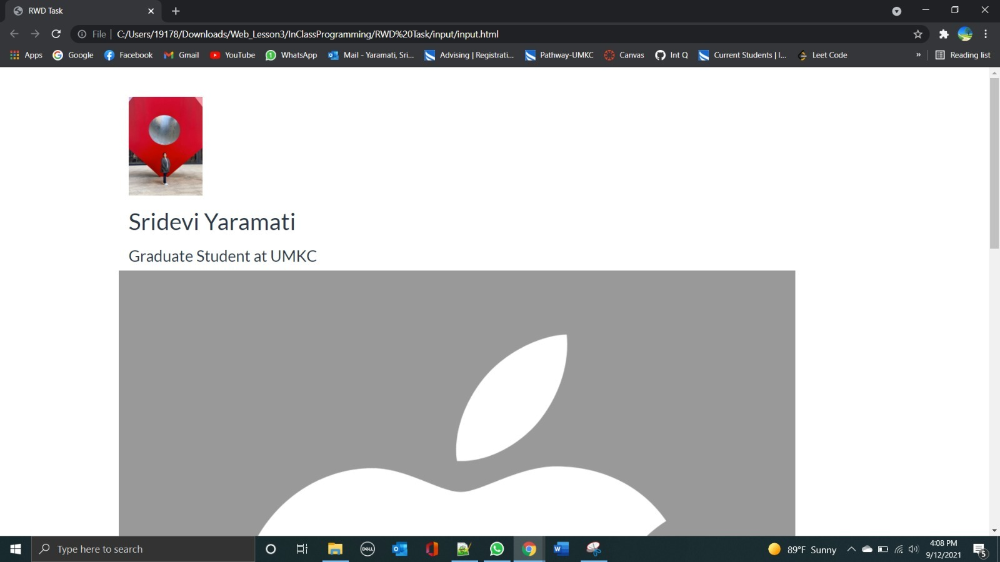 RWD Task
File
C:/Users/19178/Downloads/Web_Lesson3/InClassProgramming/RWD%20Task/input/input.html
Apps Google Facebook Gmail YouTube WhatsApp Mail - Yaramati, Sri... Advising | Registrati... Pathway-UMKC Canvas Int Q Current Students | I... Leet Code » Reading list
Sridevi Yaramati
Graduate Student at UMKC
Type here to search
DELL
89°F Sunny
4:08 PM
9/12/2021
5